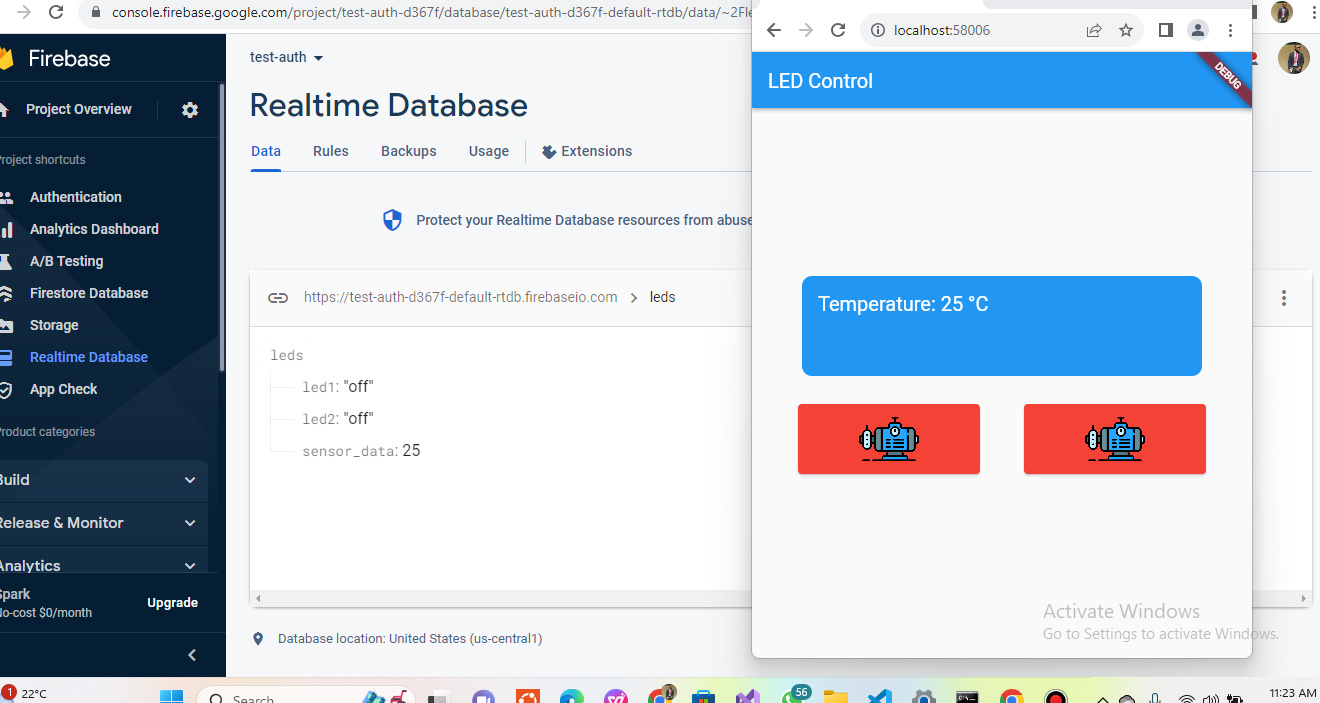 console.firebase.google.com/project/test-auth-d367f/database/test-auth-d367f-default-rtdb/data/~2Fle
Firebase
Project Overview
Project shortcuts
Authentication
Analytics Dashboard
A/B Testing
Firestore Database
Storage
Realtime Database
App Check
Product categories
Build
Release & Monitor
Analytics
Spark
No-cost $0/month
Upgrade
test-auth
Realtime Database
Data Rules Backups Usage Extensions
Protect your Realtime Database resources from abuse
https://test-auth-d367f-default-rtdb.firebaseio.com > leds
leds
led1: "off"
led2: "off"
sensor_data: 25
Database location: United States (us-central1)
localhost:58006
LED Control
DEBUG
Temperature: 25 °C
Activate Windows
Go to Settings to activate Windows.
1
22°C
Search
56
11:23 AM